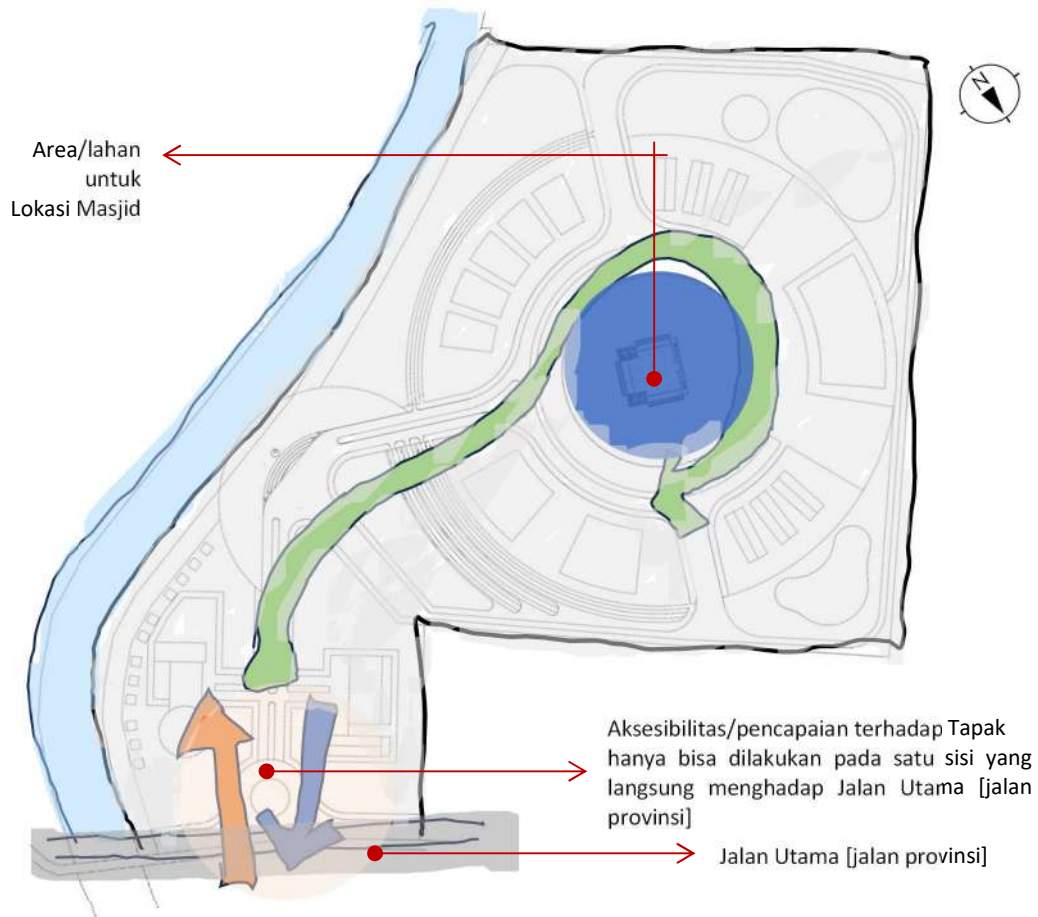 N
Area/lahan
untuk
Lokasi Masjid
Aksesibilitas/pencapaian terhadap Tapak
hanya bisa dilakukan pada satu sisi yang
langsung menghadap Jalan Utama [jalan
provinsi]
Jalan Utama [jalan provinsi]